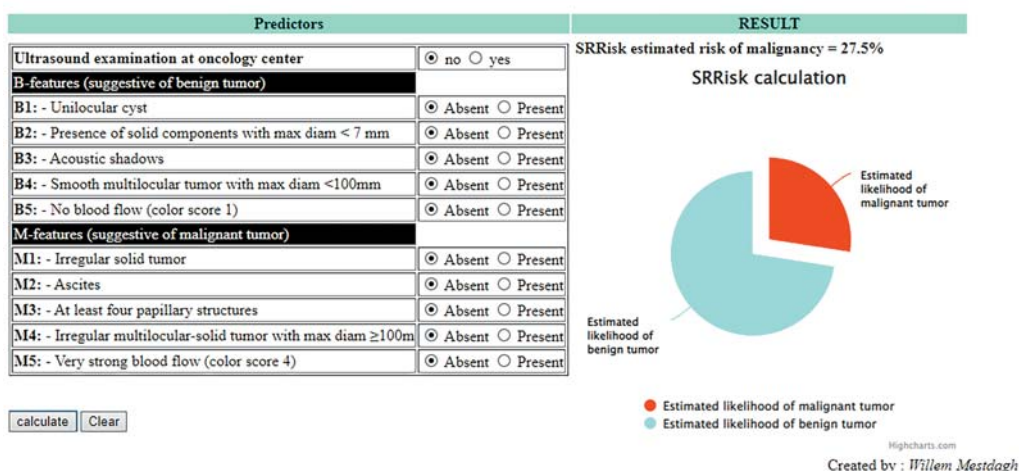 Predictors
Ultrasound examination at oncology center no yes
B-features (suggestive of benign tumor)
B1: - Unilocular cyst Absent Present
B2: - Presence of solid components with max diam < 7 mm Absent Present
B3: - Acoustic shadows Absent Present
B4: - Smooth multilocular tumor with max diam <100mm Absent Present
B5: - No blood flow (color score 1) Absent Present
M-features (suggestive of malignant tumor)
M1: - Irregular solid tumor Absent Present
M2: - Ascites Absent Present
M3: - At least four papillary structures Absent Present
M4: - Irregular multilocular-solid tumor with max diam ≥100m Absent Present
M5: - Very strong blood flow (color score 4) Absent Present
calculate Clear
RESULT
SRRisk estimated risk of malignancy = 27.5%
SRRisk calculation
Estimated
likelihood of
malignant tumor
Estimated
likelihood of
benign tumor
Estimated likelihood of malignant tumor
Estimated likelihood of benign tumor
Highcharts.com
Created by : Willem Mestdagh